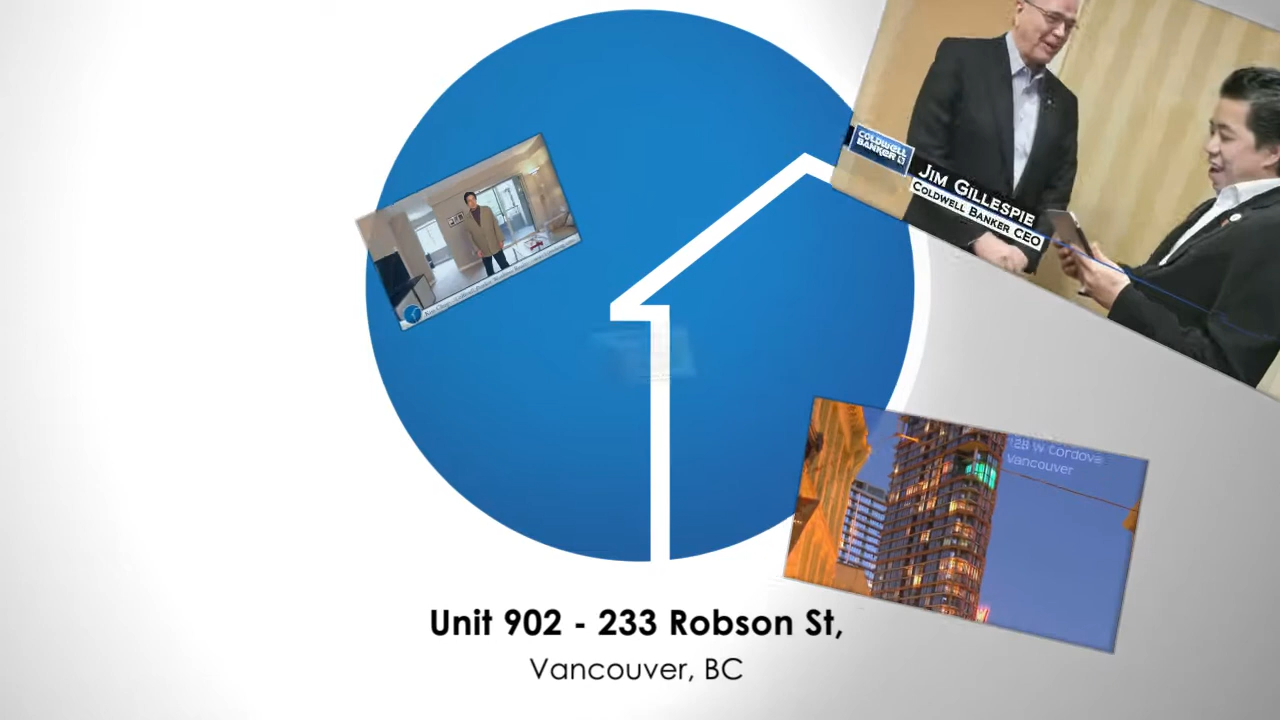 COLDWELL
BANKER
JIM GILLESPIE
COLDWELL BANKER CEO
128 W Cordova
Vancouver
Unit 902 - 233 Robson St,
Vancouver, BC